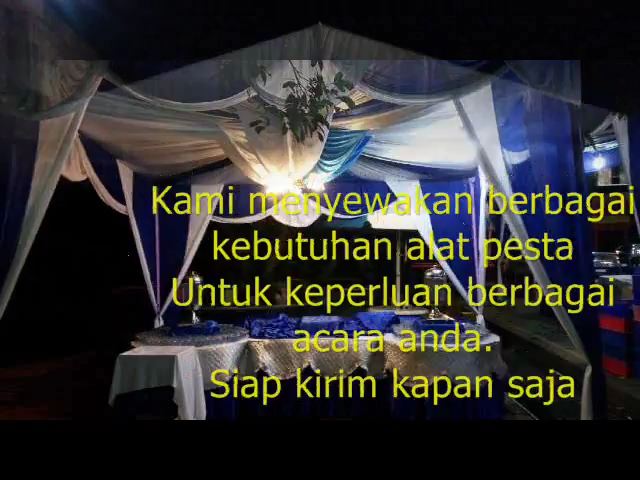 Kami menyewakan berbagai
kebutuhan alat pesta
Untuk keperluan berbagai
acara anda.
Siap kirim kapan saja